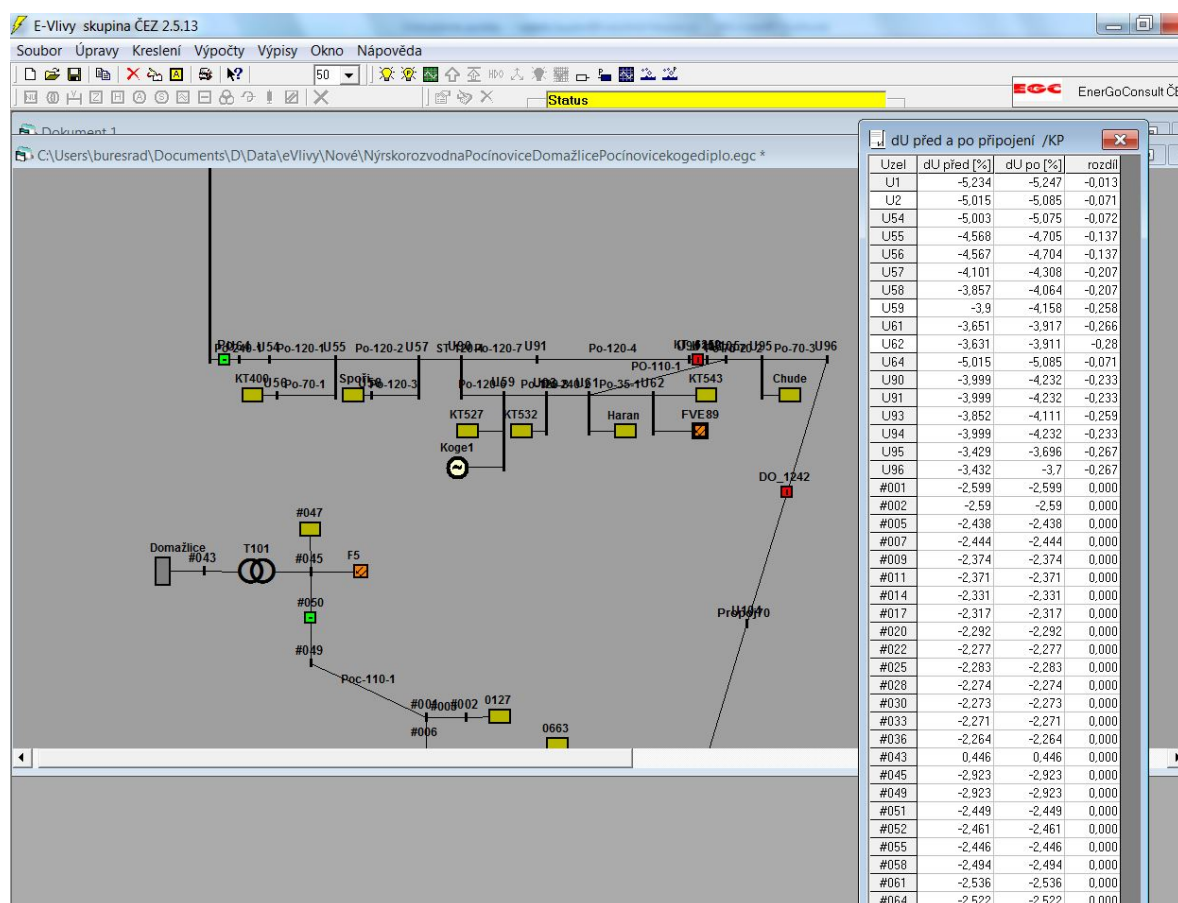 E-Vlivy skupina ČEZ 2.5.13
Soubor Úpravy Kreslení Výpočty Výpisy Okno Nápověda
50
Status
EGC EnerGoConsult ČE
Dokument 1
C:\Users\buresrad\Documents\D\Data\eVlivy\Nové\NýrskorozvodnaPocínoviceDomažlicePocínovicekogediplo.egc *
U54 Po-120-1 U55 Po-120-2 U57 Po-120-7 U91 Po-120-4 U95 Po-70-3 U96
PO-110-1
KT400 U56 Po-70-1 Spoři Po-120-3 U59 U61 Po-35-1 U62 KT543 Chude
KT527 KT532 Haran FVE89
Koge1
DO_1242
#047
Domažlice #043 T101 #045 F5
#050
Propoj70
#049
Poc-110-1
#002 0127
#006 0663
dU před a po připojení /KP
Uzel dU před [%] dU po [%] rozdíl
U1 -5,234 -5,247 -0,013
U2 -5,015 -5,085 -0,071
U54 -5,003 -5,075 -0,072
U55 -4,568 -4,705 -0,137
U56 -4,567 -4,704 -0,137
U57 -4,101 -4,308 -0,207
U58 -3,857 -4,064 -0,207
U59 -3,9 -4,158 -0,258
U61 -3,651 -3,917 -0,266
U62 -3,631 -3,911 -0,28
U64 -5,015 -5,085 -0,071
U90 -3,999 -4,232 -0,233
U91 -3,999 -4,232 -0,233
U93 -3,852 -4,111 -0,259
U94 -3,999 -4,232 -0,233
U95 -3,429 -3,696 -0,267
U96 -3,432 -3,7 -0,267
#001 -2,599 -2,599 0,000
#002 -2,59 -2,59 0,000
#005 -2,438 -2,438 0,000
#007 -2,444 -2,444 0,000
#009 -2,374 -2,374 0,000
#011 -2,371 -2,371 0,000
#014 -2,331 -2,331 0,000
#017 -2,317 -2,317 0,000
#020 -2,292 -2,292 0,000
#022 -2,277 -2,277 0,000
#025 -2,283 -2,283 0,000
#028 -2,274 -2,274 0,000
#030 -2,273 -2,273 0,000
#033 -2,271 -2,271 0,000
#036 -2,264 -2,264 0,000
#043 0,446 0,446 0,000
#045 -2,923 -2,923 0,000
#049 -2,923 -2,923 0,000
#051 -2,449 -2,449 0,000
#052 -2,461 -2,461 0,000
#055 -2,446 -2,446 0,000
#058 -2,494 -2,494 0,000
#061 -2,536 -2,536 0,000
#064 -2,522 -2,522 0,000